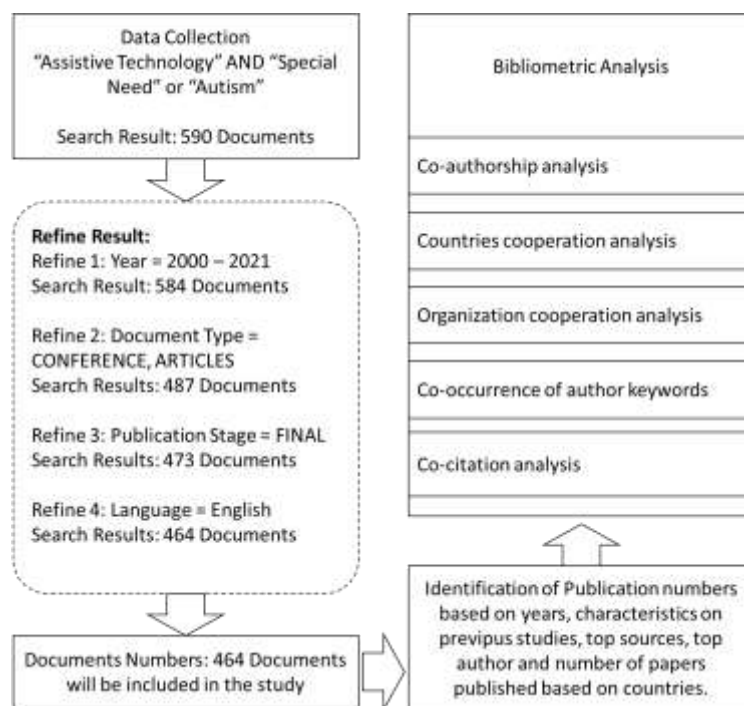 Data Collection
“Assistive Technology” AND “Special
Need” or “Autism”
Search Result: 590 Documents
Refine Result:
Refine 1: Year = 2000 – 2021
Search Result: 584 Documents
Refine 2: Document Type =
CONFERENCE, ARTICLES
Search Results: 487 Documents
Refine 3: Publication Stage = FINAL
Search Results: 473 Documents
Refine 4: Language = English
Search Results: 464 Documents
Documents Numbers: 464 Documents
will be included in the study
Identification of Publication numbers
based on years, characteristics on
previpus studies, top sources, top
author and number of papers
published based on countries.
Bibliometric Analysis
Co-authorship analysis
Countries cooperation analysis
Organization cooperation analysis
Co-occurrence of author keywords
Co-citation analysis